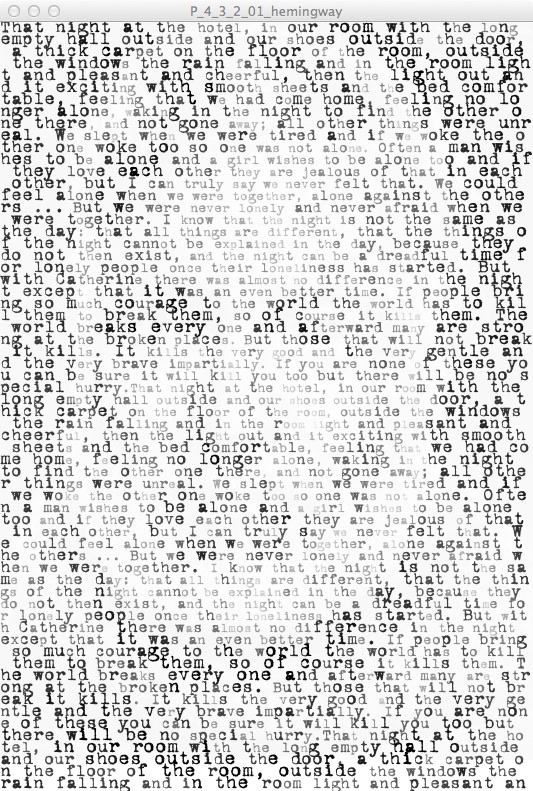 P_4_3_2_01_hemingway
That night at the hotel, in our room with the long
empty hall outside and our shoes outside the door,
a thick carpet on the floor of the room, outside
the windows the rain falling and in the room ligh
t and pleasant and cheerful, then the light out an
d it exciting with smooth sheets and the bed comfor
table, feeling that we had come home, feeling no lo
nger alone, waking in the night to find the other o
ne there, and not gone away; all other things were unr
eal. We slept when we were tired and if we woke the o
ther one woke too so one was not alone. Often a man wis
hes to be alone and a girl wishes to be alone too and if
they love each other they are jealous of that in each
other, but I can truly say we never felt that. We could
feel alone when we were together, alone against the othe
rs ... But we were never lonely and never afraid when we
were together. I know that the night is not the same as
the day: that all things are different, that the things o
f the night cannot be explained in the day, because they
do not then exist, and the night can be a dreadful time f
or lonely people once their loneliness has started. But
with Catherine there was almost no difference in the nigh
t except that it was an even better time. If people bri
ng so much courage to the world the world has to kil
l them to break them, so of course it kills them. The
world breaks every one and afterward many are stro
ng at the broken places. But those that will not break
it kills. It kills the very good and the very gentle an
d the very brave impartially. If you are none of these yo
u can be sure it will kill you too but there will be no s
pecial hurry.That night at the hotel, in our room with the
long empty hall outside and our shoes outside the door, a t
hick carpet on the floor of the room, outside the windows
the rain falling and in the room light and pleasant and
cheerful, then the light out and it exciting with smooth
sheets and the bed comfortable, feeling that we had co
me home, feeling no longer alone, waking in the night
to find the other one there, and not gone away; all othe
r things were unreal. We slept when we were tired and if
we woke the other one woke too so one was not alone. Ofte
n a man wishes to be alone and a girl wishes to be alone
too and if they love each other they are jealous of that
in each other, but I can truly say we never felt that. W
e could feel alone when we were together, alone against t
he others ... But we were never lonely and never afraid w
hen we were together. I know that the night is not the sa
me as the day: that all things are different, that the thin
gs of the night cannot be explained in the day, because they
do not then exist, and the night can be a dreadful time fo
r lonely people once their loneliness has started. But wit
h Catherine there was almost no difference in the night
except that it was an even better time. If people bring
so much courage to the world the world has to kill
them to break them, so of course it kills them. T
he world breaks every one and afterward many are str
ong at the broken places. But those that will not br
eak it kills. It kills the very good and the very ge
ntle and the very brave impartially. If you are non
e of these you can be sure it will kill you too but
there will be no special hurry.That night at the ho
tel, in our room with the long empty hall outside
and our shoes outside the door, a thick carpet o
n the floor of the room, outside the windows the
rain falling and in the room light and pleasant an